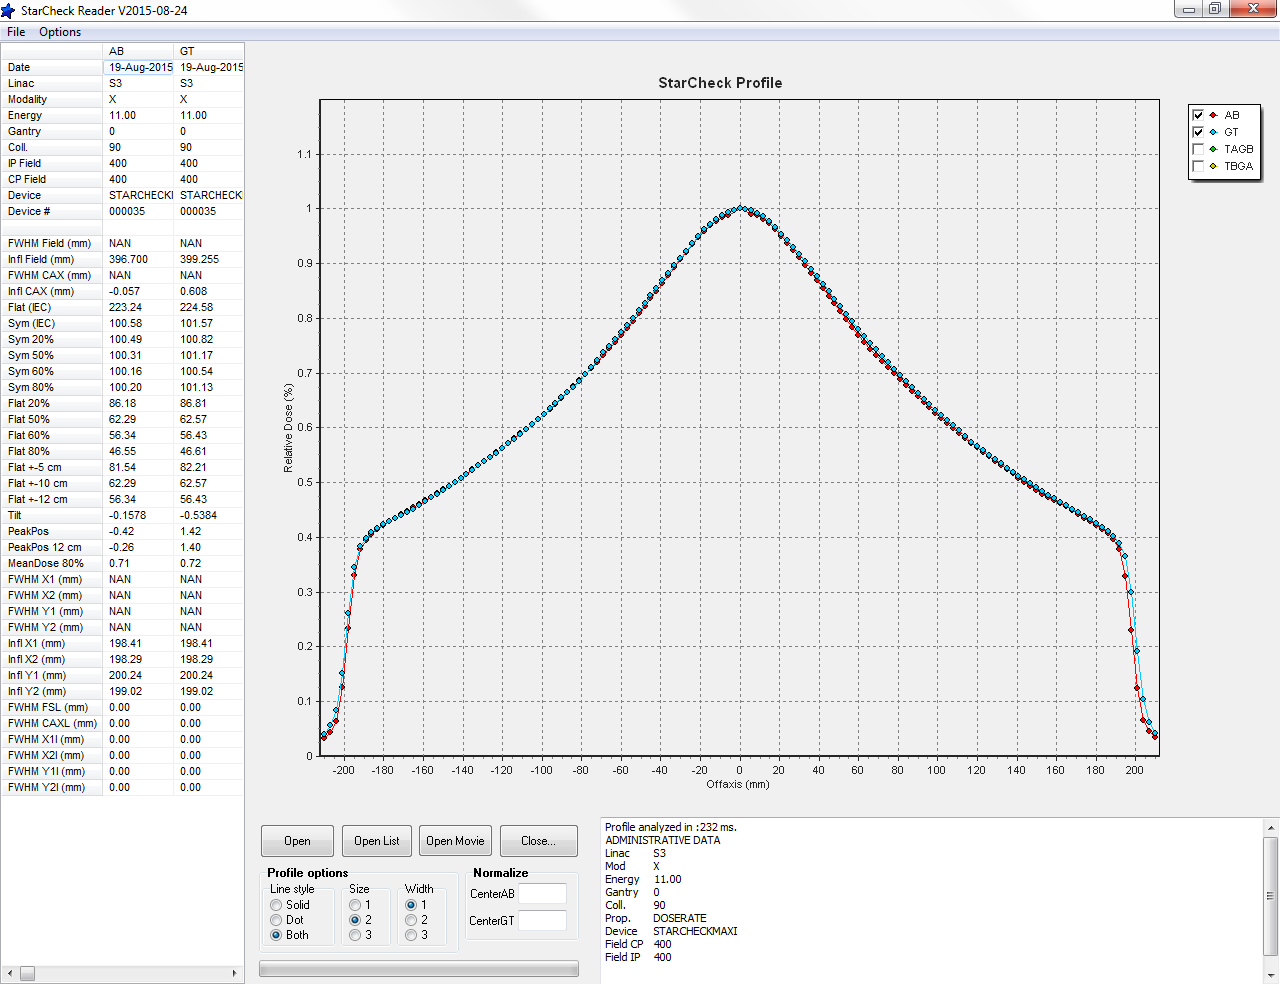 StarCheck Reader V2015-08-24
File Options
AB GT
Date 19-Aug-2015 19-Aug-2015
Linac S3 S3
Modality X X
Energy 11.00 11.00
Gantry 0 0
Coll. 90 90
IP Field 400 400
CP Field 400 400
Device STARCHECKI STARCHECKI
Device # 000035 000035
FWHM Field (mm) NAN NAN
Infl Field (mm) 396.700 399.255
FWHM CAX (mm) NAN NAN
Infl CAX (mm) -0.057 0.608
Flat (IEC) 223.24 224.58
Sym (IEC) 100.58 101.57
Sym 20% 100.49 100.82
Sym 50% 100.31 101.17
Sym 60% 100.16 100.54
Sym 80% 100.20 101.13
Flat 20% 86.18 86.81
Flat 50% 62.29 62.57
Flat 60% 56.34 56.43
Flat 80% 46.55 46.61
Flat +-5 cm 81.54 82.21
Flat +-10 cm 62.29 62.57
Flat +-12 cm 56.34 56.43
Tilt -0.1578 -0.5384
PeakPos -0.42 1.42
PeakPos 12 cm -0.26 1.40
MeanDose 80% 0.71 0.72
FWHM X1 (mm) NAN NAN
FWHM X2 (mm) NAN NAN
FWHM Y1 (mm) NAN NAN
FWHM Y2 (mm) NAN NAN
Infl X1 (mm) 198.41 198.41
Infl X2 (mm) 198.29 198.29
Infl Y1 (mm) 200.24 200.24
Infl Y2 (mm) 199.02 199.02
FWHM FSL (mm) 0.00 0.00
FWHM CAXL (mm) 0.00 0.00
FWHM X1l (mm) 0.00 0.00
FWHM X2l (mm) 0.00 0.00
FWHM Y1l (mm) 0.00 0.00
FWHM Y2l (mm) 0.00 0.00
StarCheck Profile
1.1
1
0.9
0.8
0.7
0.6
0.5
0.4
0.3
0.2
0.1
0
Relative Dose (%)
-200 -180 -160 -140 -120 -100 -80 -60 -40 -20 0 20 40 60 80 100 120 140 160 180 200
Offaxis (mm)
AB
GT
TAGB
TBGA
Open Open List Open Movie Close...
Profile options
Line style Size Width
Solid 1 1
Dot 2 2
Both 3 3
Normalize
CenterAB
CenterGT
Profile analyzed in :232 ms.
ADMINISTRATIVE DATA
Linac S3
Mod X
Energy 11.00
Gantry 0
Coll. 90
Prop. DOSERATE
Device STARCHECKMAXI
Field CP 400
Field IP 400